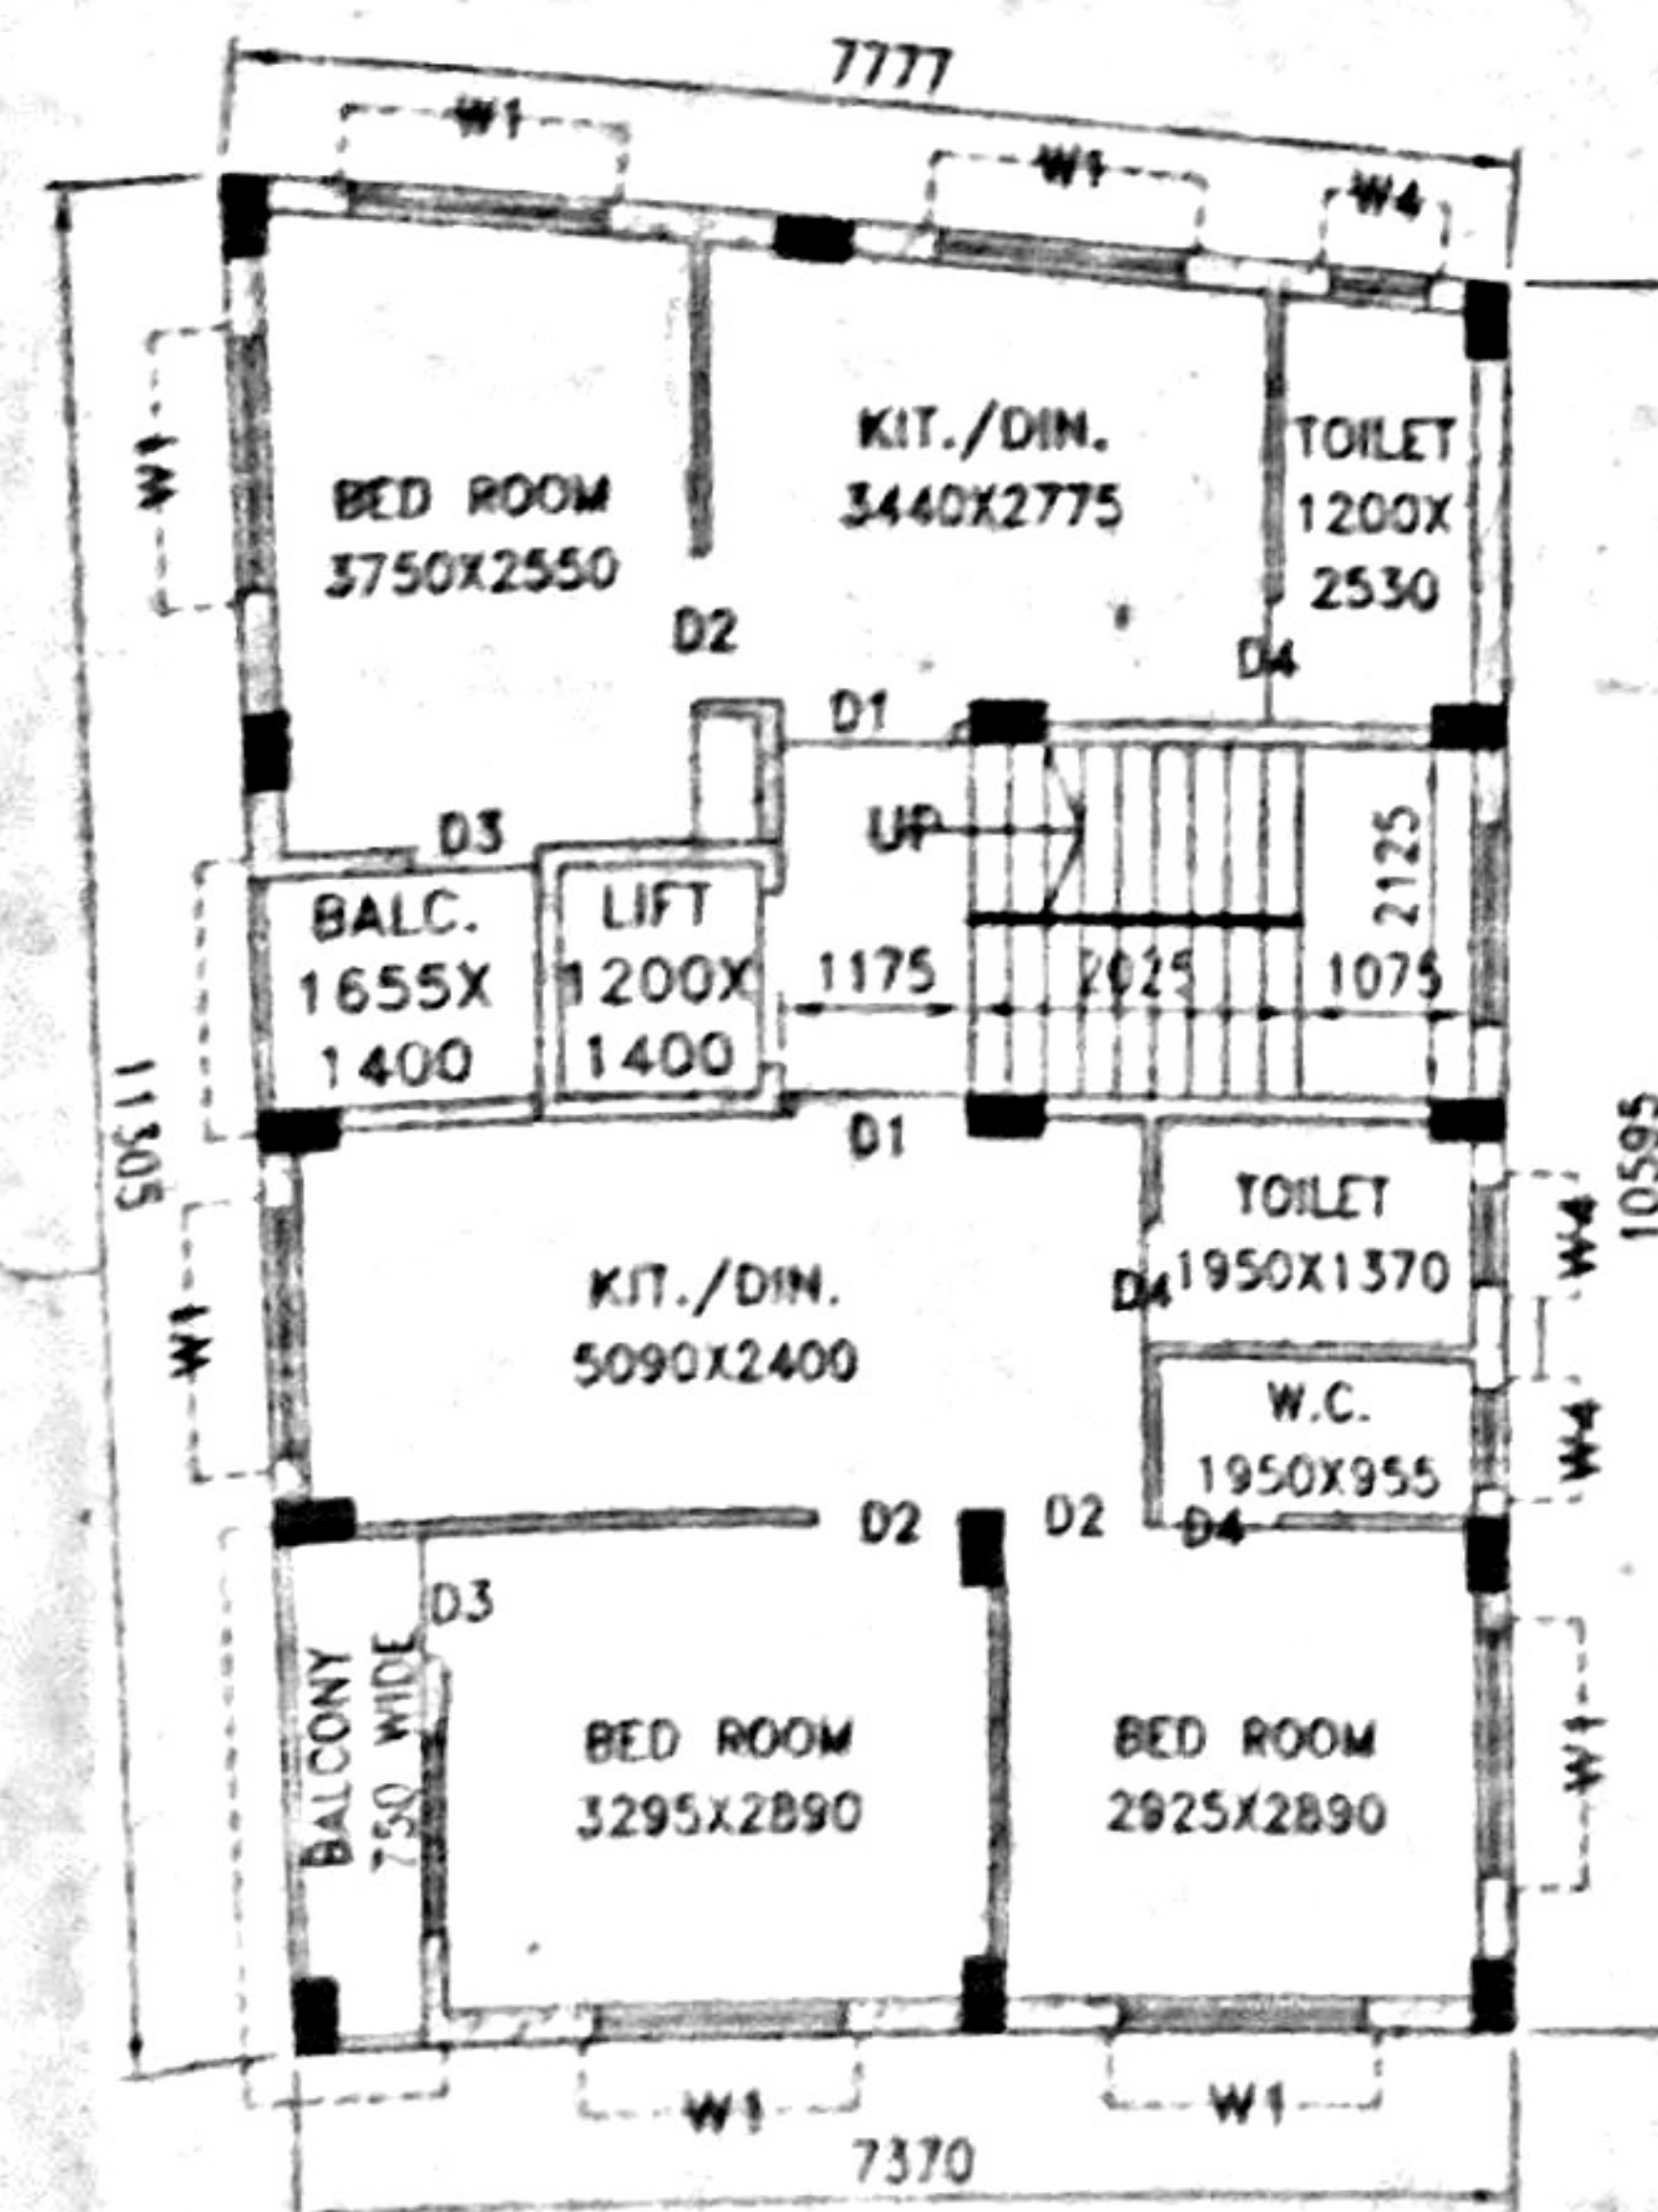 7777
W1
W1
W4
W1
KIT./DIN.
3440X2775
TOILET
1200X
2530
BED ROOM
3750X2550
D2
D4
D1
D3
UP
2125
BALC.
1655X
1400
LIFT
1200X
1400
1175
2025
1075
11305
D1
10595
TOILET
1950X1370
W4
D4
KIT./DIN.
5090X2400
W1
W.C.
1950X955
W4
D2
D2
D4
D3
BALCONY
750 WIDE
BED ROOM
3295X2890
BED ROOM
2925X2890
W1
W1
W1
7370